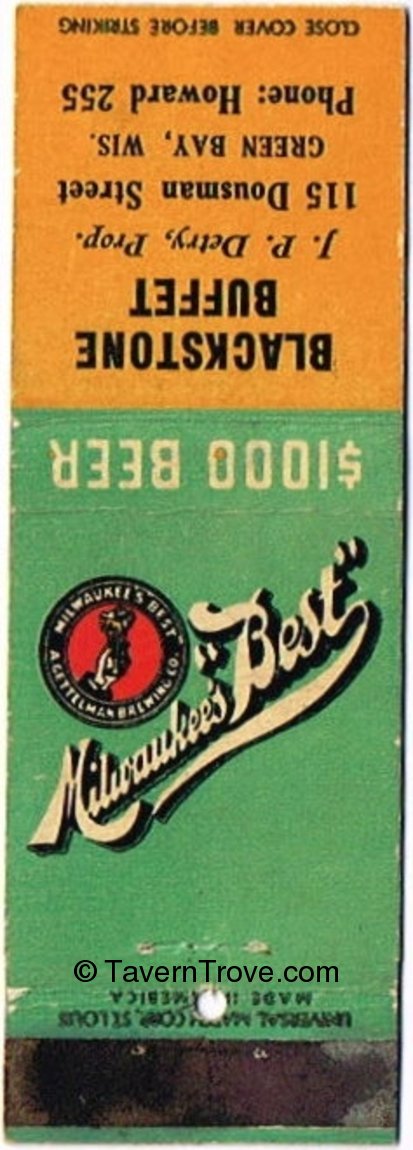 CLOSE COVER BEFORE STRIKING
Phone: Howard 255
GREEN BAY, WIS.
115 Dousman Street
J. P. Detry, Prop.
BLACKSTONE
BUFFET
$1000 BEER
MILWAUKEE'S BEST
A. GETTELMAN BREWING CO.
Milwaukee's "Best"
© TavernTrove.com
MADE IN AMERICA
UNIVERSAL MATCH CORP., ST. LOUIS